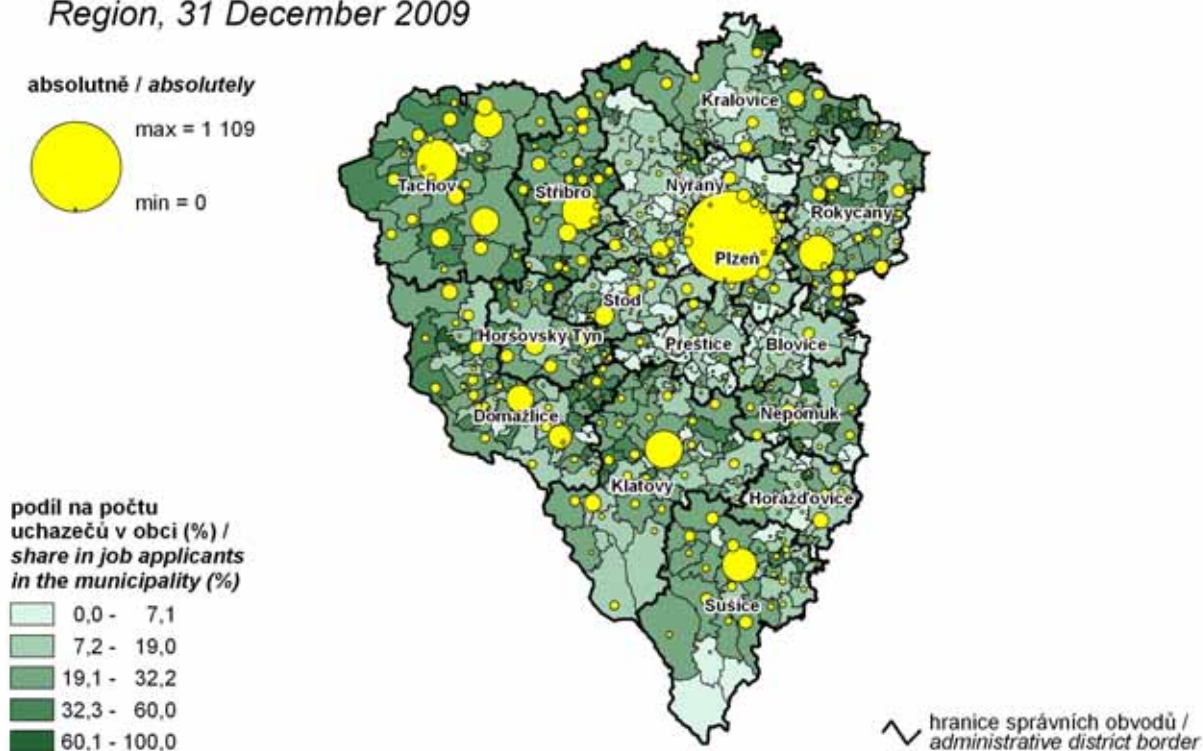 Region, 31 December 2009
absolutně / absolutely
max = 1 109
min = 0
Kralovice
Tachov
Stříbro
Nýřany
Rokycany
Plzeň
Stod
Horšovský Týn
Přeštice
Blovice
Domažlice
Nepomuk
Klatovy
Horažďovice
Sušice
podíl na počtu
uchazečů v obci (%) /
share in job applicants
in the municipality (%)
0,0 - 7,1
7,2 - 19,0
19,1 - 32,2
32,3 - 60,0
60,1 - 100,0
hranice správních obvodů /
administrative district border